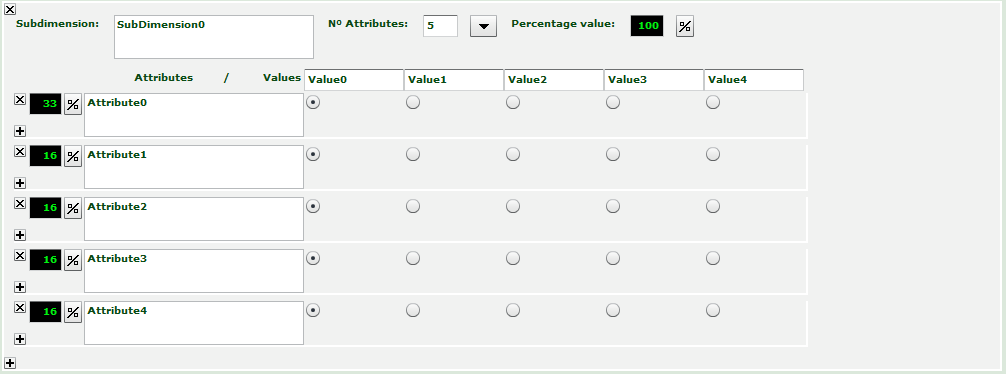 Subdimension: SubDimension0 Nº Attributes: 5 Percentage value: 100 %
Attributes / Values Value0 Value1 Value2 Value3 Value4
33 % Attribute0
16 % Attribute1
16 % Attribute2
16 % Attribute3
16 % Attribute4